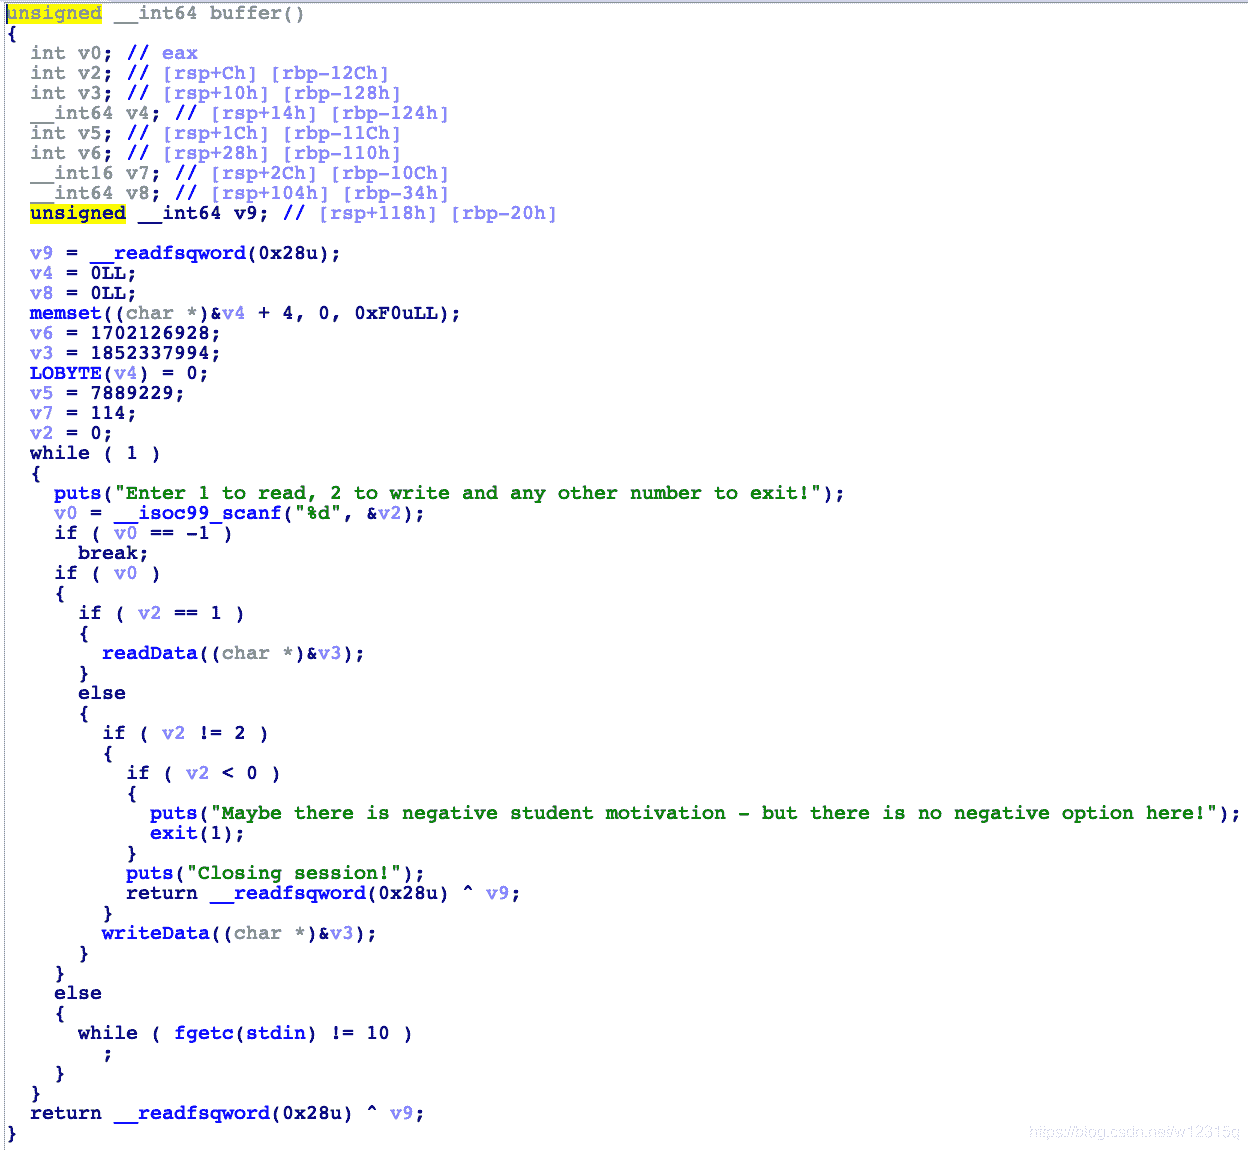 unsigned __int64 buffer()
{
  int v0; // eax
  int v2; // [rsp+Ch] [rbp-12Ch]
  int v3; // [rsp+10h] [rbp-128h]
  __int64 v4; // [rsp+14h] [rbp-124h]
  int v5; // [rsp+1Ch] [rbp-11Ch]
  int v6; // [rsp+28h] [rbp-110h]
  __int16 v7; // [rsp+2Ch] [rbp-10Ch]
  __int64 v8; // [rsp+104h] [rbp-34h]
  unsigned __int64 v9; // [rsp+118h] [rbp-20h]

  v9 = __readfsqword(0x28u);
  v4 = 0LL;
  v8 = 0LL;
  memset((char *)&v4 + 4, 0, 0xF0uLL);
  v6 = 1702126928;
  v3 = 1852337994;
  LOBYTE(v4) = 0;
  v5 = 7889229;
  v7 = 114;
  v2 = 0;
  while ( 1 )
  {
    puts("Enter 1 to read, 2 to write and any other number to exit!");
    v0 = __isoc99_scanf("%d", &v2);
    if ( v0 == -1 )
      break;
    if ( v0 )
    {
      if ( v2 == 1 )
      {
        readData((char *)&v3);
      }
      else
      {
        if ( v2 != 2 )
        {
          if ( v2 < 0 )
          {
            puts("Maybe there is negative student motivation - but there is no negative option here!");
            exit(1);
          }
          puts("Closing session!");
          return __readfsqword(0x28u) ^ v9;
        }
        writeData((char *)&v3);
      }
    }
    else
    {
      while ( fgetc(stdin) != 10 )
        ;
    }
  }
  return __readfsqword(0x28u) ^ v9;
}
https://blog.csdn.net/w12315q